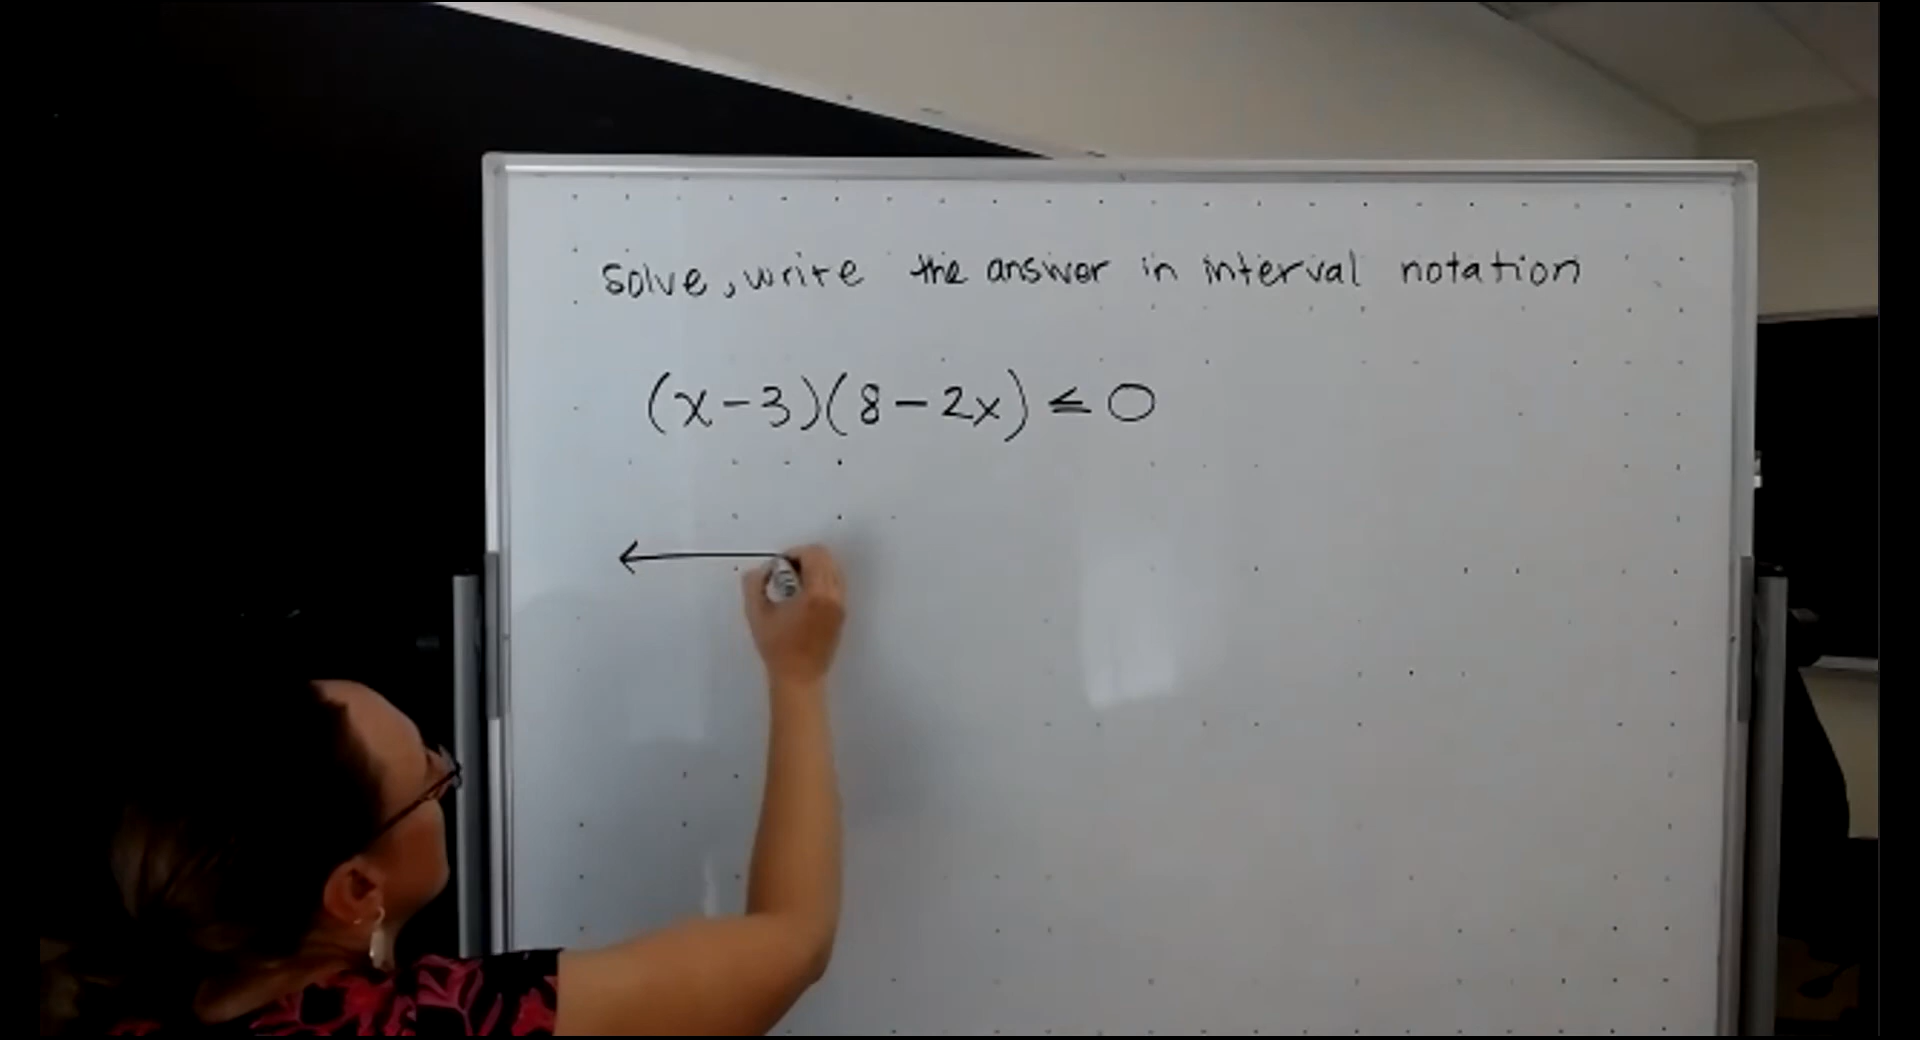 Solve, write the answer in interval notation
(x-3)(8-2x) ≤ 0